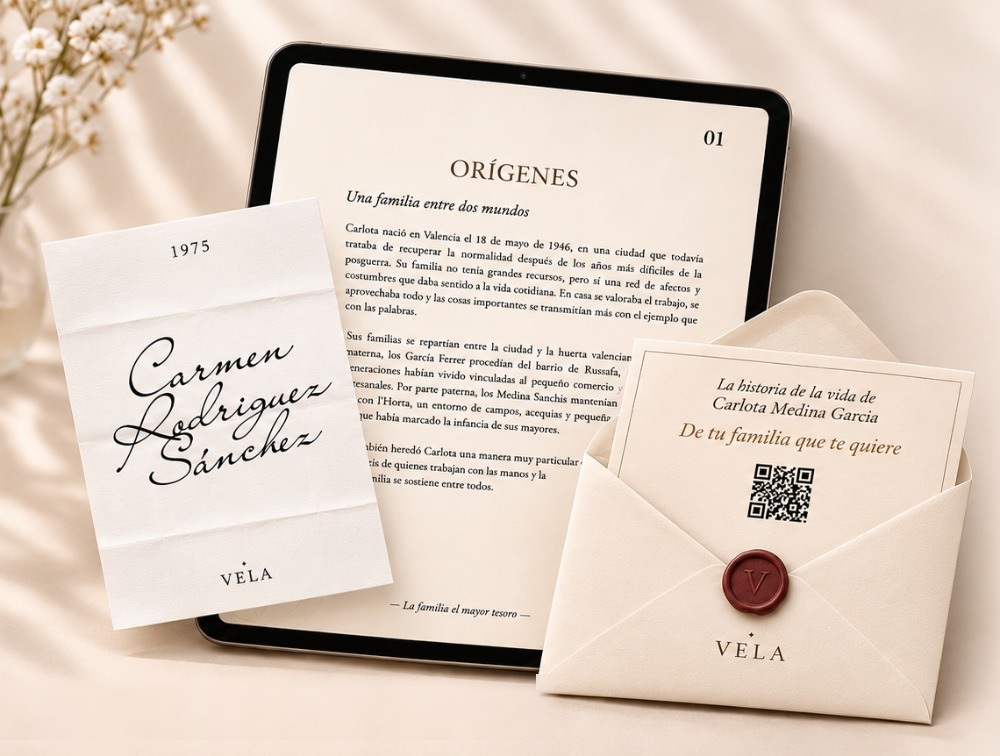 1975
Carmen
Rodriguez
Sánchez
VELA
01
ORÍGENES
Una familia entre dos mundos
Carlota nació en Valencia el 18 de mayo de 1946, en una ciudad que todavía
trataba de recuperar la normalidad después de los años más difíciles de la
posguerra. Su familia no tenía grandes recursos, pero sí una red de afectos y
costumbres que daba sentido a la vida cotidiana. En casa se valoraba el trabajo, se
aprovechaba todo y las cosas importantes se transmitían más con el ejemplo que
con las palabras.
Sus familias se repartían entre la ciudad y la huerta
materna, los García Ferrer procedían del barrio de Russafa,
habían vivido vinculadas al pequeño comercio y
Por parte paterna, los Medina Sanchis mantenían
con l'Horta, un entorno de campos, acequias y
que había marcado la infancia de sus mayores.
heredó Carlota una manera muy particular
de quienes trabajan con las manos y la
se sostiene entre todos.
— La familia el mayor tesoro —
La historia de la vida de
Carlota Medina Garcia
De tu familia que te quiere
V
VELA